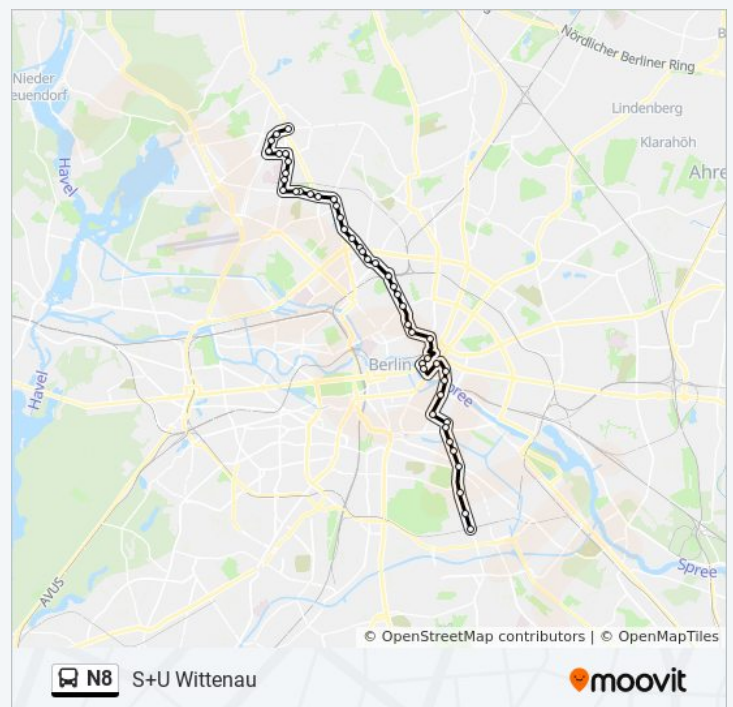 Nördlicher Berliner Ring
B
Nieder
euendorf
Lindenberg
Klarahöh
Ahre
Havel
Berlin
Spree
Havel
AVUS
Spree
© OpenStreetMap contributors | © OpenMapTiles
N8 S+U Wittenau
moovit